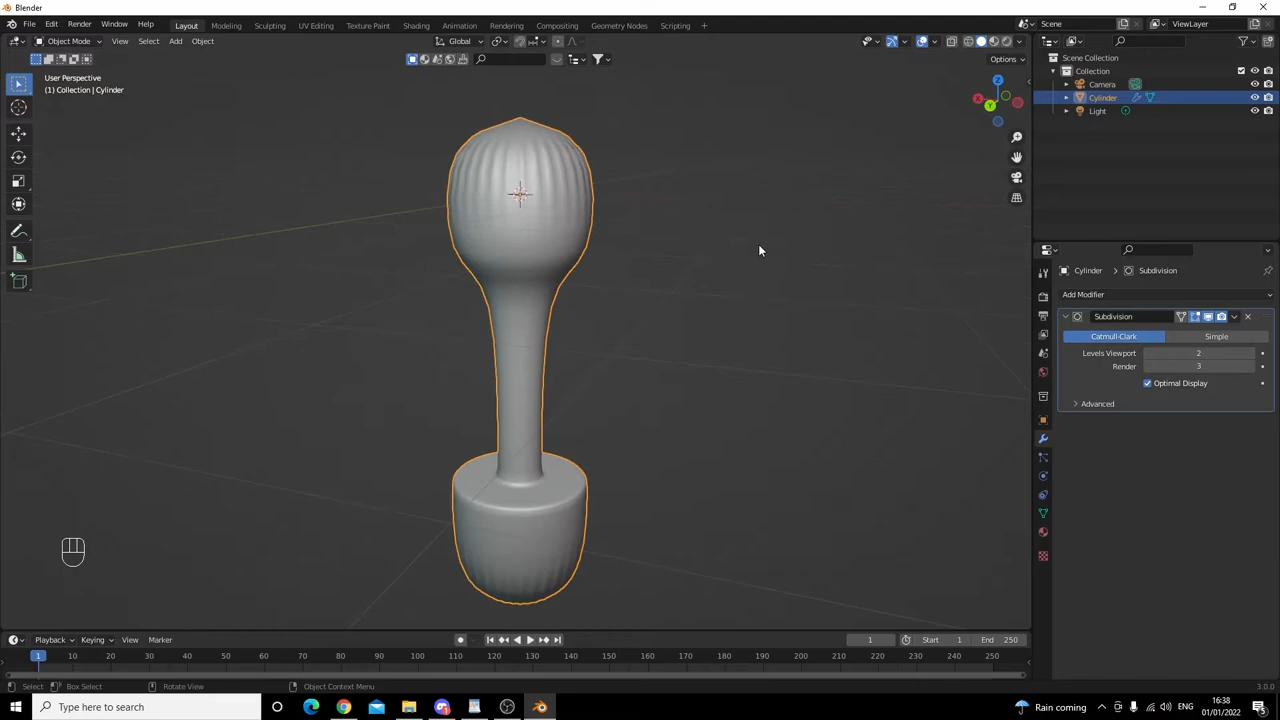 Blender
File Edit Render Window Help Layout Modeling Sculpting UV Editing Texture Paint Shading Animation Rendering Compositing Geometry Nodes Scripting + Scene ViewLayer
Object Mode View Select Add Object Global
Options
User Perspective
(1) Collection | Cylinder
Z
X
Y
Scene Collection
Collection
Camera
Cylinder
Light
Cylinder > Subdivision
Add Modifier
Subdivision
Catmull-Clark Simple
Levels Viewport 2
Render 3
Optimal Display
Advanced
Playback Keying View Marker 1 Start 1 End 250
1 10 20 30 40 50 60 70 80 90 100 110 120 130 140 150 160 170 180 190 200 210 220 230 240 250
Select Box Select Rotate View Object Context Menu 3.0.0
Type here to search Rain coming ENG 16:38
01/01/2022